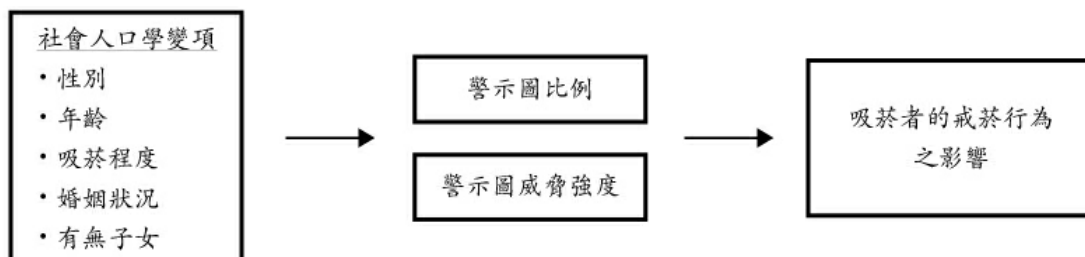 社會人口學變項
・性別
・年齡
・吸菸程度
・婚姻狀況
・有無子女
警示圖比例
警示圖威脅強度
吸菸者的戒菸行為
之影響